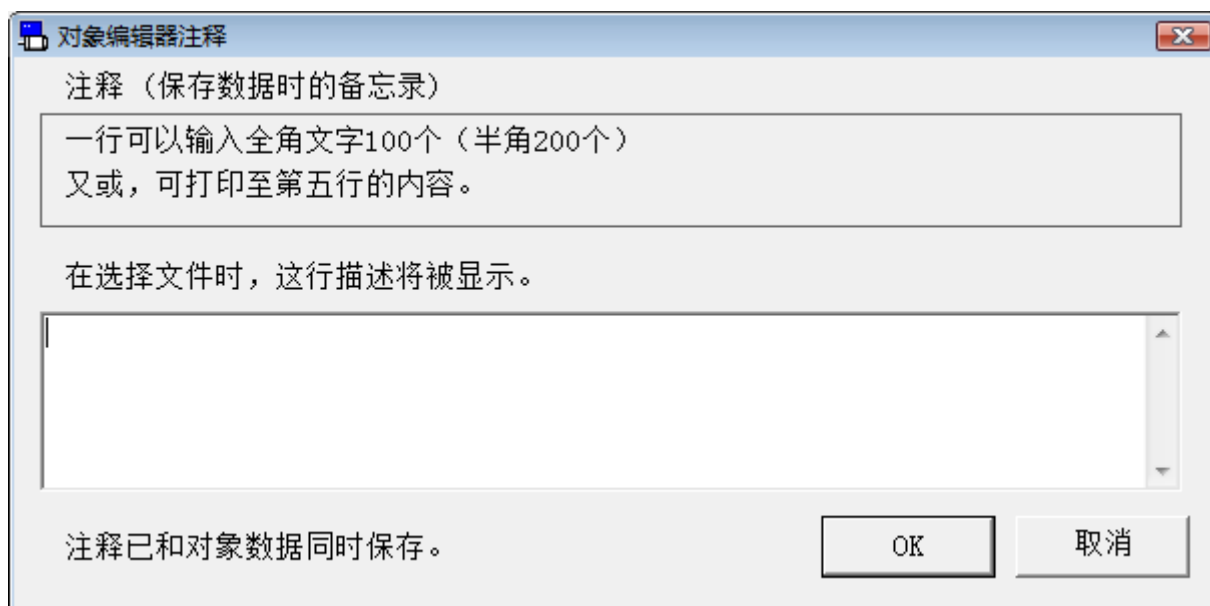 对象编辑器注释
注释（保存数据时的备忘录）
一行可以输入全角文字100个（半角200个）
又或，可打印至第五行的内容。
在选择文件时，这行描述将被显示。
注释已和对象数据同时保存。
OK
取消